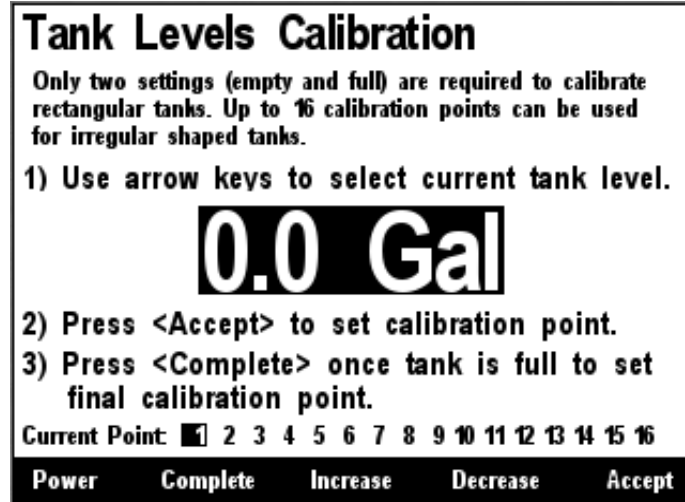 Tank Levels Calibration
Only two settings (empty and full) are required to calibrate
rectangular tanks. Up to 16 calibration points can be used
for irregular shaped tanks.
1) Use arrow keys to select current tank level.
0.0 Gal
2) Press <Accept> to set calibration point.
3) Press <Complete> once tank is full to set
final calibration point.
Current Point: 1 2 3 4 5 6 7 8 9 10 11 12 13 14 15 16
Power Complete Increase Decrease Accept